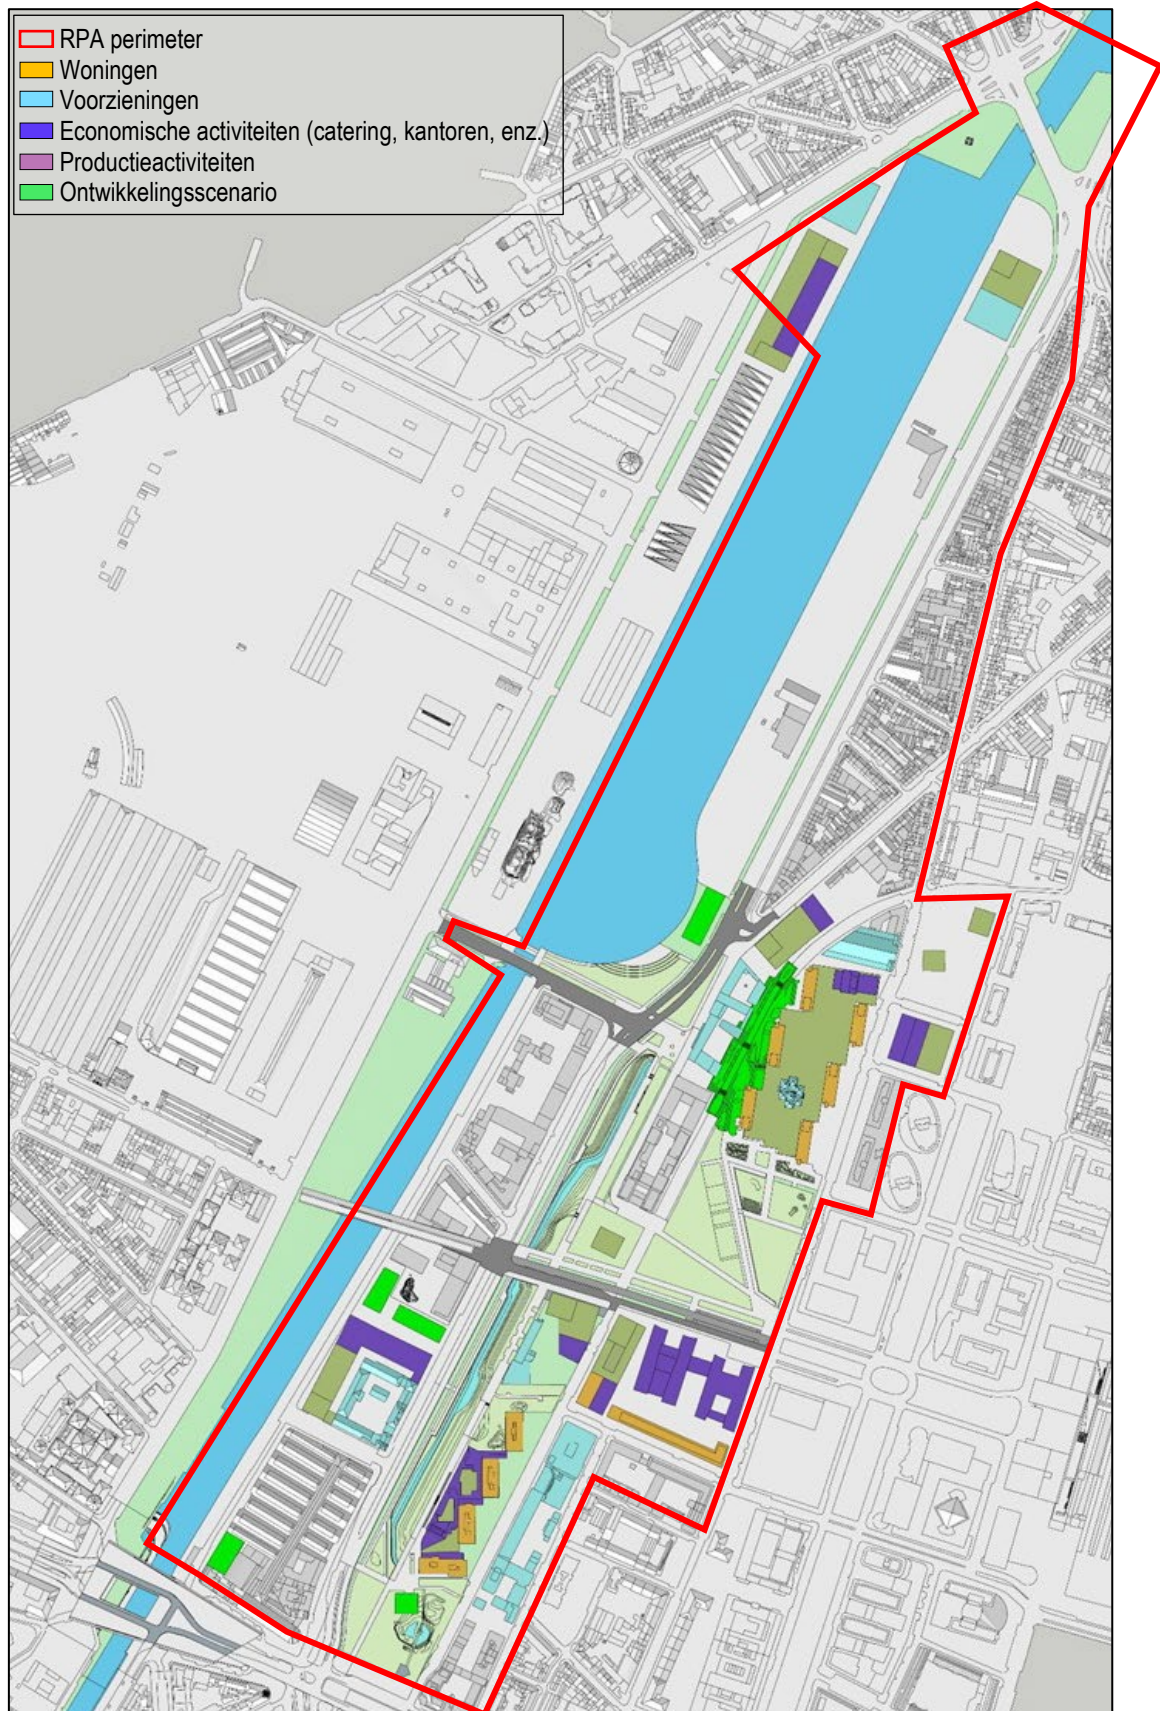 RPA perimeter
Woningen
Voorzieningen
Economische activiteiten (catering, kantoren, enz.)
Productieactiviteiten
Ontwikkelingsscenario